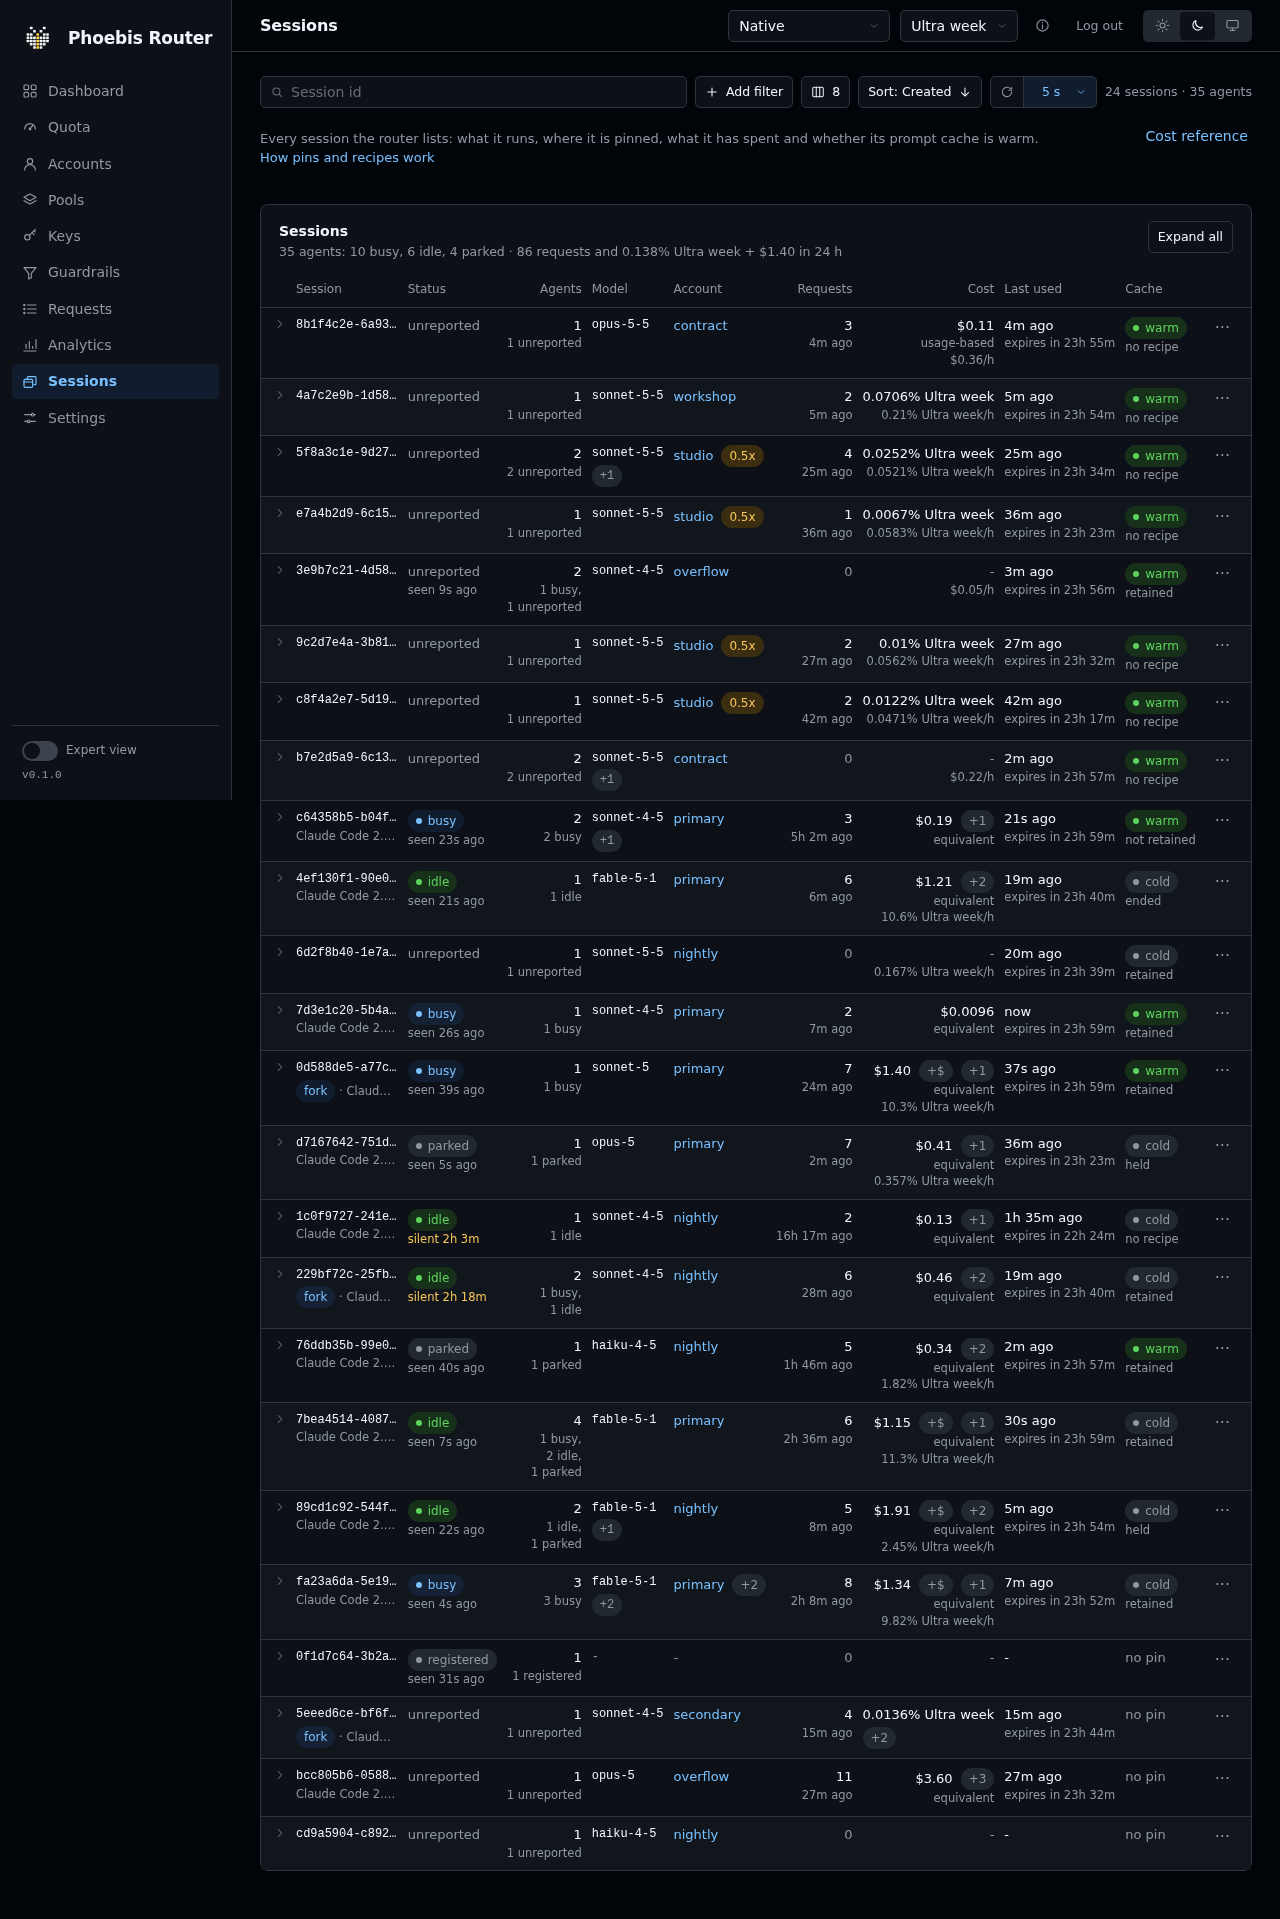 Phoebis Router
Sessions
Native
Ultra week
Log out
Dashboard
Quota
Accounts
Pools
Keys
Guardrails
Requests
Analytics
Sessions
Settings
Expert view
v0.1.0
Session id
Add filter
8
Sort: Created
5 s
24 sessions · 35 agents
Every session the router lists: what it runs, where it is pinned, what it has spent and whether its prompt cache is warm.
How pins and recipes work
Cost reference
Sessions
35 agents: 10 busy, 6 idle, 4 parked · 86 requests and 0.138% Ultra week + $1.40 in 24 h
Expand all
Session Status Agents Model Account Requests Cost Last used Cache
8b1f4c2e-6a93… unreported 1 opus-5-5 contract 3 $0.11 4m ago warm ···
1 unreported 4m ago usage-based expires in 23h 55m no recipe
$0.36/h
4a7c2e9b-1d58… unreported 1 sonnet-5-5 workshop 2 0.0706% Ultra week 5m ago warm ···
1 unreported 5m ago 0.21% Ultra week/h expires in 23h 54m no recipe
5f8a3c1e-9d27… unreported 2 sonnet-5-5 studio 0.5x 4 0.0252% Ultra week 25m ago warm ···
2 unreported +1 25m ago 0.0521% Ultra week/h expires in 23h 34m no recipe
e7a4b2d9-6c15… unreported 1 sonnet-5-5 studio 0.5x 1 0.0067% Ultra week 36m ago warm ···
1 unreported 36m ago 0.0583% Ultra week/h expires in 23h 23m no recipe
3e9b7c21-4d58… unreported 2 sonnet-4-5 overflow 0 - 3m ago warm ···
seen 9s ago 1 busy, $0.05/h expires in 23h 56m retained
1 unreported
9c2d7e4a-3b81… unreported 1 sonnet-5-5 studio 0.5x 2 0.01% Ultra week 27m ago warm ···
1 unreported 27m ago 0.0562% Ultra week/h expires in 23h 32m no recipe
c8f4a2e7-5d19… unreported 1 sonnet-5-5 studio 0.5x 2 0.0122% Ultra week 42m ago warm ···
1 unreported 42m ago 0.0471% Ultra week/h expires in 23h 17m no recipe
b7e2d5a9-6c13… unreported 2 sonnet-5-5 contract 0 - 2m ago warm ···
2 unreported +1 $0.22/h expires in 23h 57m no recipe
c64358b5-b04f… busy 2 sonnet-4-5 primary 3 $0.19 +1 21s ago warm ···
Claude Code 2.… seen 23s ago 2 busy +1 5h 2m ago equivalent expires in 23h 59m not retained
4ef130f1-90e0… idle 1 fable-5-1 primary 6 $1.21 +2 19m ago cold ···
Claude Code 2.… seen 21s ago 1 idle 6m ago equivalent expires in 23h 40m ended
10.6% Ultra week/h
6d2f8b40-1e7a… unreported 1 sonnet-5-5 nightly 0 - 20m ago cold ···
1 unreported 0.167% Ultra week/h expires in 23h 39m retained
7d3e1c20-5b4a… busy 1 sonnet-4-5 primary 2 $0.0096 now warm ···
Claude Code 2.… seen 26s ago 1 busy 7m ago equivalent expires in 23h 59m retained
0d588de5-a77c… busy 1 sonnet-5 primary 7 $1.40 +$ +1 37s ago warm ···
fork · Claud… seen 39s ago 1 busy 24m ago equivalent expires in 23h 59m retained
10.3% Ultra week/h
d7167642-751d… parked 1 opus-5 primary 7 $0.41 +1 36m ago cold ···
Claude Code 2.… seen 5s ago 1 parked 2m ago equivalent expires in 23h 23m held
0.357% Ultra week/h
1c0f9727-241e… idle 1 sonnet-4-5 nightly 2 $0.13 +1 1h 35m ago cold ···
Claude Code 2.… silent 2h 3m 1 idle 16h 17m ago equivalent expires in 22h 24m no recipe
229bf72c-25fb… idle 2 sonnet-4-5 nightly 6 $0.46 +2 19m ago cold ···
fork · Claud… silent 2h 18m 1 busy, 28m ago equivalent expires in 23h 40m retained
1 idle
76ddb35b-99e0… parked 1 haiku-4-5 nightly 5 $0.34 +2 2m ago warm ···
Claude Code 2.… seen 40s ago 1 parked 1h 46m ago equivalent expires in 23h 57m retained
1.82% Ultra week/h
7bea4514-4087… idle 4 fable-5-1 primary 6 $1.15 +$ +1 30s ago cold ···
Claude Code 2.… seen 7s ago 1 busy, 2h 36m ago equivalent expires in 23h 59m retained
2 idle, 11.3% Ultra week/h
1 parked
89cd1c92-544f… idle 2 fable-5-1 nightly 5 $1.91 +$ +2 5m ago cold ···
Claude Code 2.… seen 22s ago 1 idle, +1 8m ago equivalent expires in 23h 54m held
1 parked 2.45% Ultra week/h
fa23a6da-5e19… busy 3 fable-5-1 primary +2 8 $1.34 +$ +1 7m ago cold ···
Claude Code 2.… seen 4s ago 3 busy +2 2h 8m ago equivalent expires in 23h 52m retained
9.82% Ultra week/h
0f1d7c64-3b2a… registered 1 - - 0 - - no pin ···
seen 31s ago 1 registered
5eeed6ce-bf6f… unreported 1 sonnet-4-5 secondary 4 0.0136% Ultra week 15m ago no pin ···
fork · Claud… 1 unreported 15m ago +2 expires in 23h 44m
bcc805b6-0588… unreported 1 opus-5 overflow 11 $3.60 +3 27m ago no pin ···
Claude Code 2.… 1 unreported 27m ago equivalent expires in 23h 32m
cd9a5904-c892… unreported 1 haiku-4-5 nightly 0 - - no pin ···
1 unreported